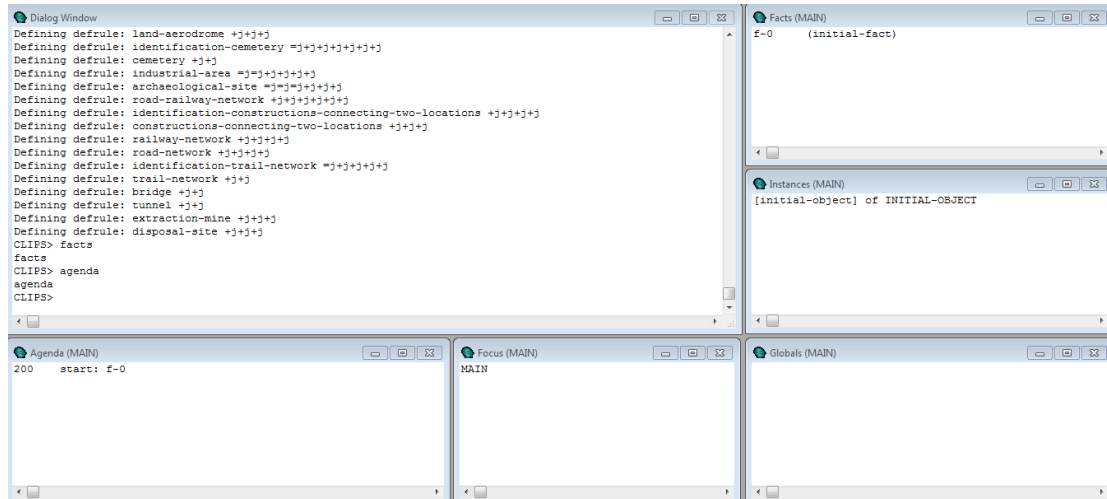 Dialog Window
Defining defrule: land-aerodrome +j+j+j
Defining defrule: identification-cemetery =j+j+j+j+j+j+j
Defining defrule: cemetery +j+j
Defining defrule: industrial-area =j=j+j+j+j+j
Defining defrule: archaeological-site =j=j=j+j+j+j
Defining defrule: road-railway-network +j+j+j+j+j+j
Defining defrule: identification-constructions-connecting-two-locations +j+j+j+j
Defining defrule: constructions-connecting-two-locations +j+j+j
Defining defrule: railway-network +j+j+j+j
Defining defrule: road-network +j+j+j+j
Defining defrule: identification-trail-network =j+j+j+j+j
Defining defrule: trail-network +j+j
Defining defrule: bridge +j+j
Defining defrule: tunnel +j+j
Defining defrule: extraction-mine +j+j+j
Defining defrule: disposal-site +j+j+j
CLIPS> facts
facts
CLIPS> agenda
agenda
CLIPS>
Facts (MAIN)
f-0 (initial-fact)
Instances (MAIN)
[initial-object] of INITIAL-OBJECT
Agenda (MAIN)
200 start: f-0
Focus (MAIN)
MAIN
Globals (MAIN)